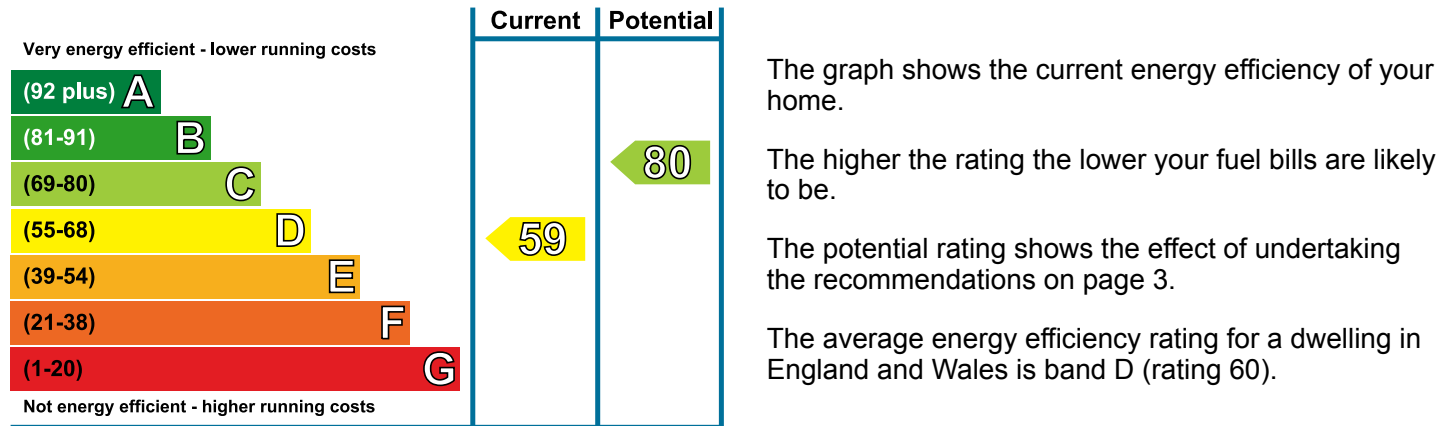 Current Potential
Very energy efficient - lower running costs
(92 plus) A
(81-91) B
(69-80) C
(55-68) D
(39-54) E
(21-38) F
(1-20) G
Not energy efficient - higher running costs
59
80
The graph shows the current energy efficiency of your
home.
The higher the rating the lower your fuel bills are likely
to be.
The potential rating shows the effect of undertaking
the recommendations on page 3.
The average energy efficiency rating for a dwelling in
England and Wales is band D (rating 60).